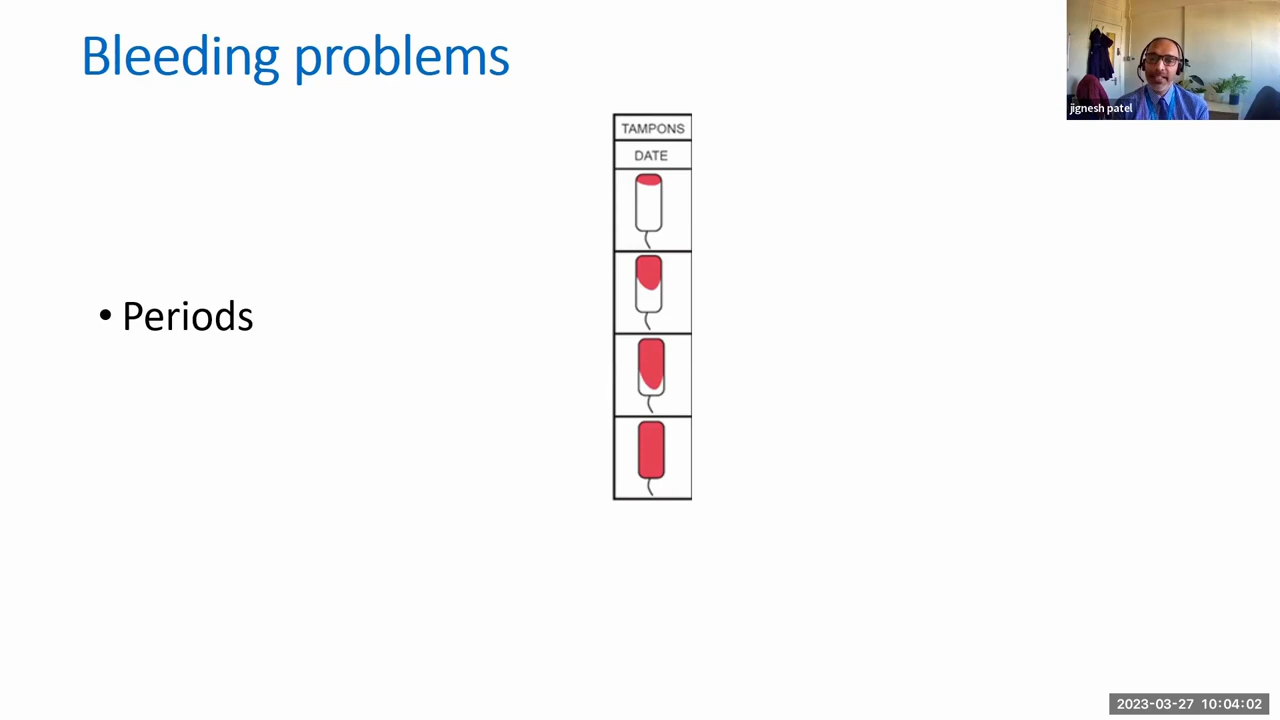 Bleeding problems
jignesh patel
TAMPONS
DATE
• Periods
2023-03-27 10:04:02